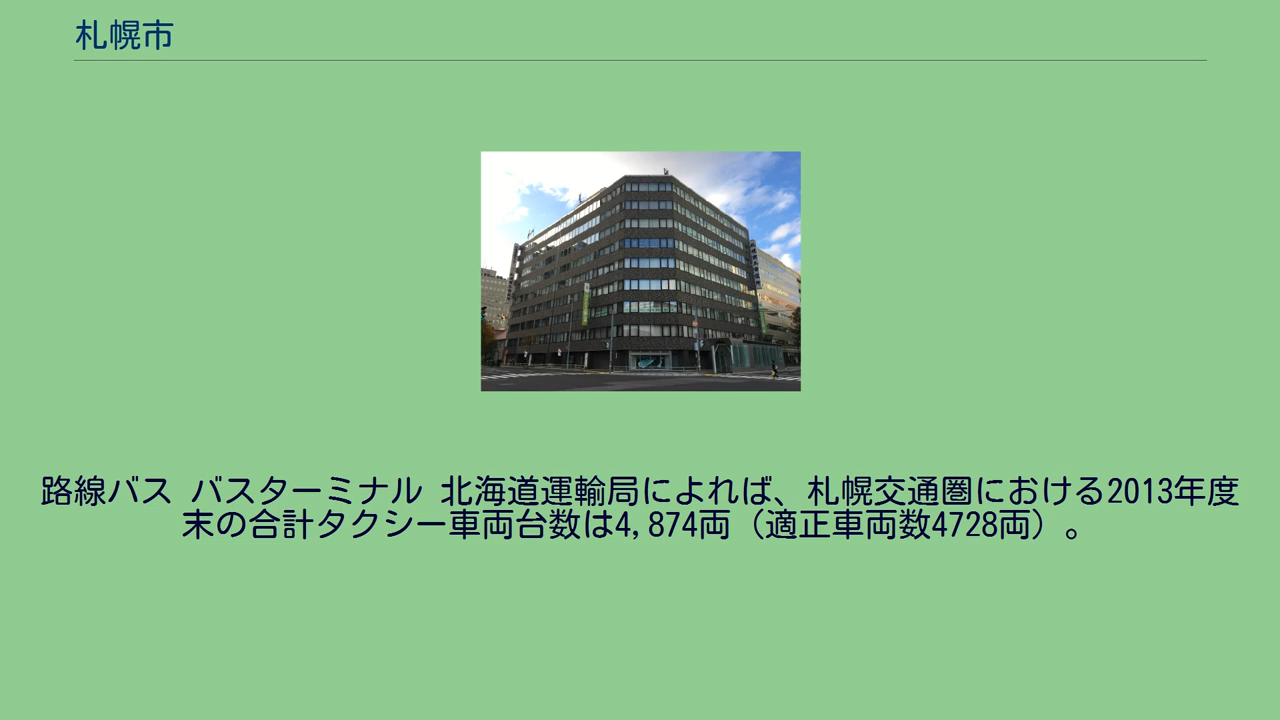 札幌市
路線バス バスターミナル 北海道運輸局によれば、札幌交通圏における2013年度
末の合計タクシー車両台数は4,874両（適正車両数4728両）。